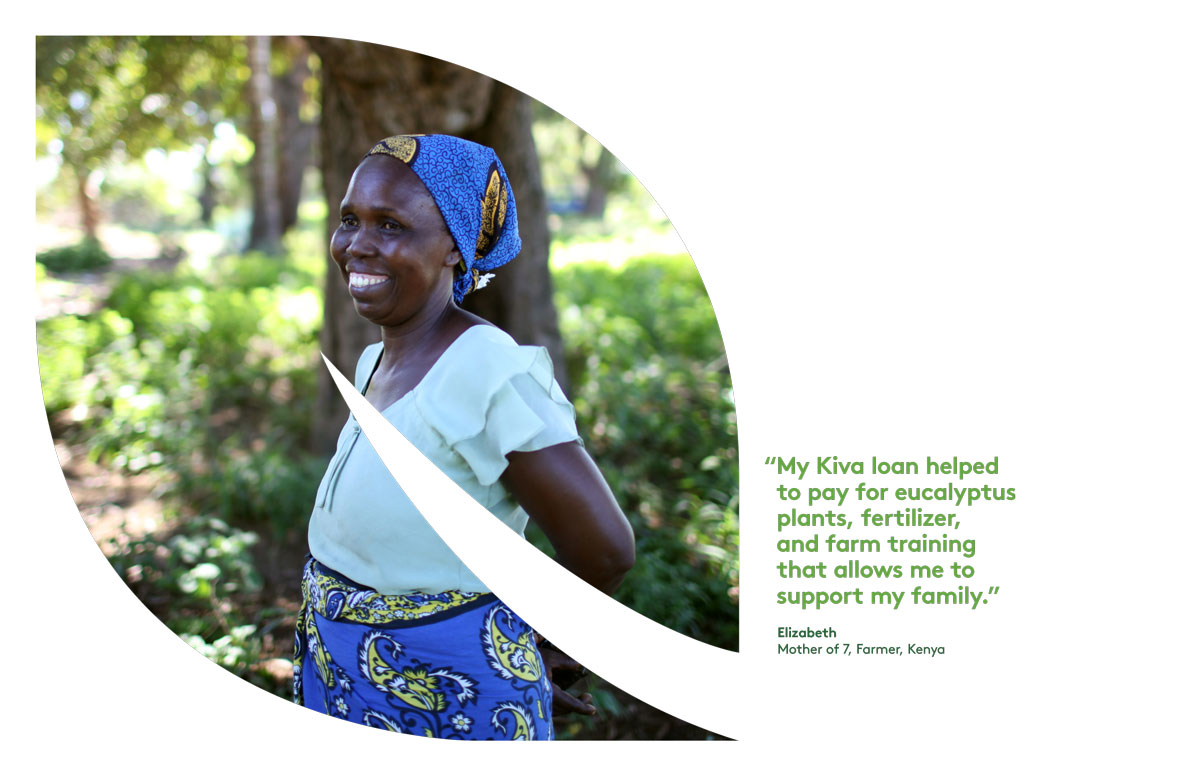 “My Kiva loan helped
to pay for eucalyptus
plants, fertilizer,
and farm training
that allows me to
support my family.”
Elizabeth
Mother of 7, Farmer, Kenya